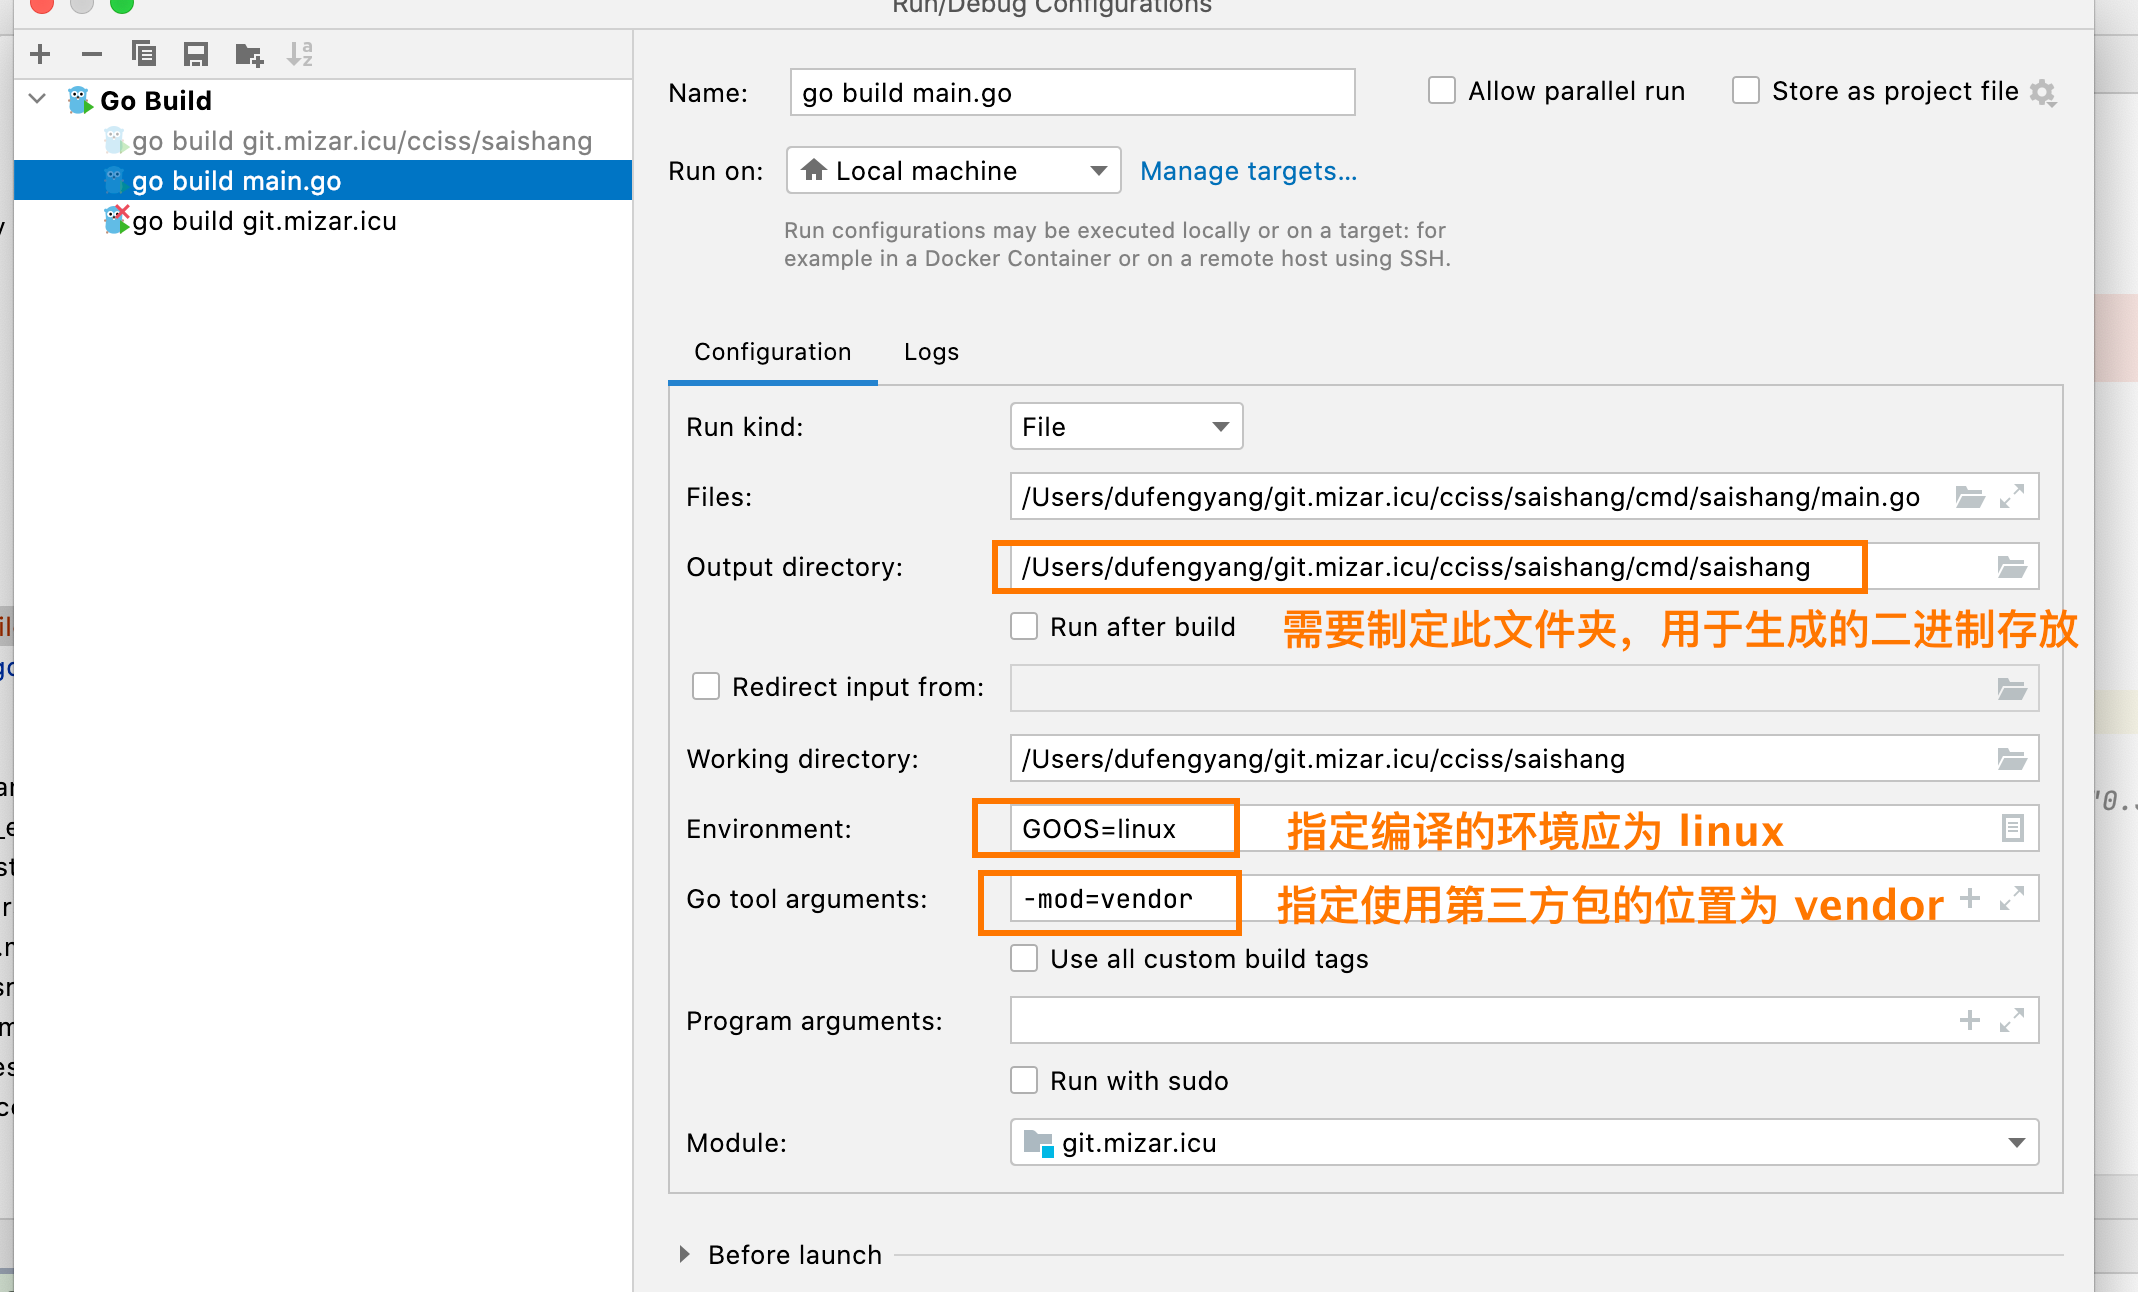 Run/Debug Configurations
Go Build
go build git.mizar.icu/cciss/saishang
go build main.go
go build git.mizar.icu
Name: go build main.go
Allow parallel run
Store as project file
Run on: Local machine Manage targets...
Run configurations may be executed locally or on a target: for
example in a Docker Container or on a remote host using SSH.
Configuration Logs
Run kind: File
Files: /Users/dufengyang/git.mizar.icu/cciss/saishang/cmd/saishang/main.go
Output directory: /Users/dufengyang/git.mizar.icu/cciss/saishang/cmd/saishang
Run after build 需要制定此文件夹，用于生成的二进制存放
Redirect input from:
Working directory: /Users/dufengyang/git.mizar.icu/cciss/saishang
Environment: GOOS=linux 指定编译的环境应为 linux
Go tool arguments: -mod=vendor 指定使用第三方包的位置为 vendor
Use all custom build tags
Program arguments:
Run with sudo
Module: git.mizar.icu
Before launch